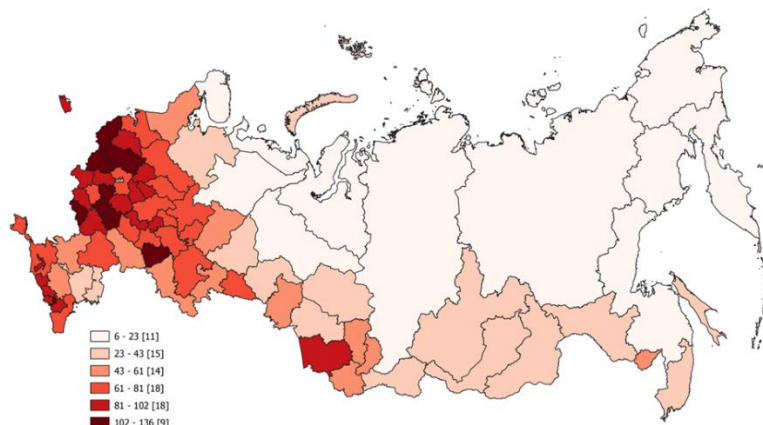 6 - 23 [11]
23 - 43 [15]
43 - 61 [14]
61 - 81 [18]
81 - 102 [18]
102 - 136 [9]